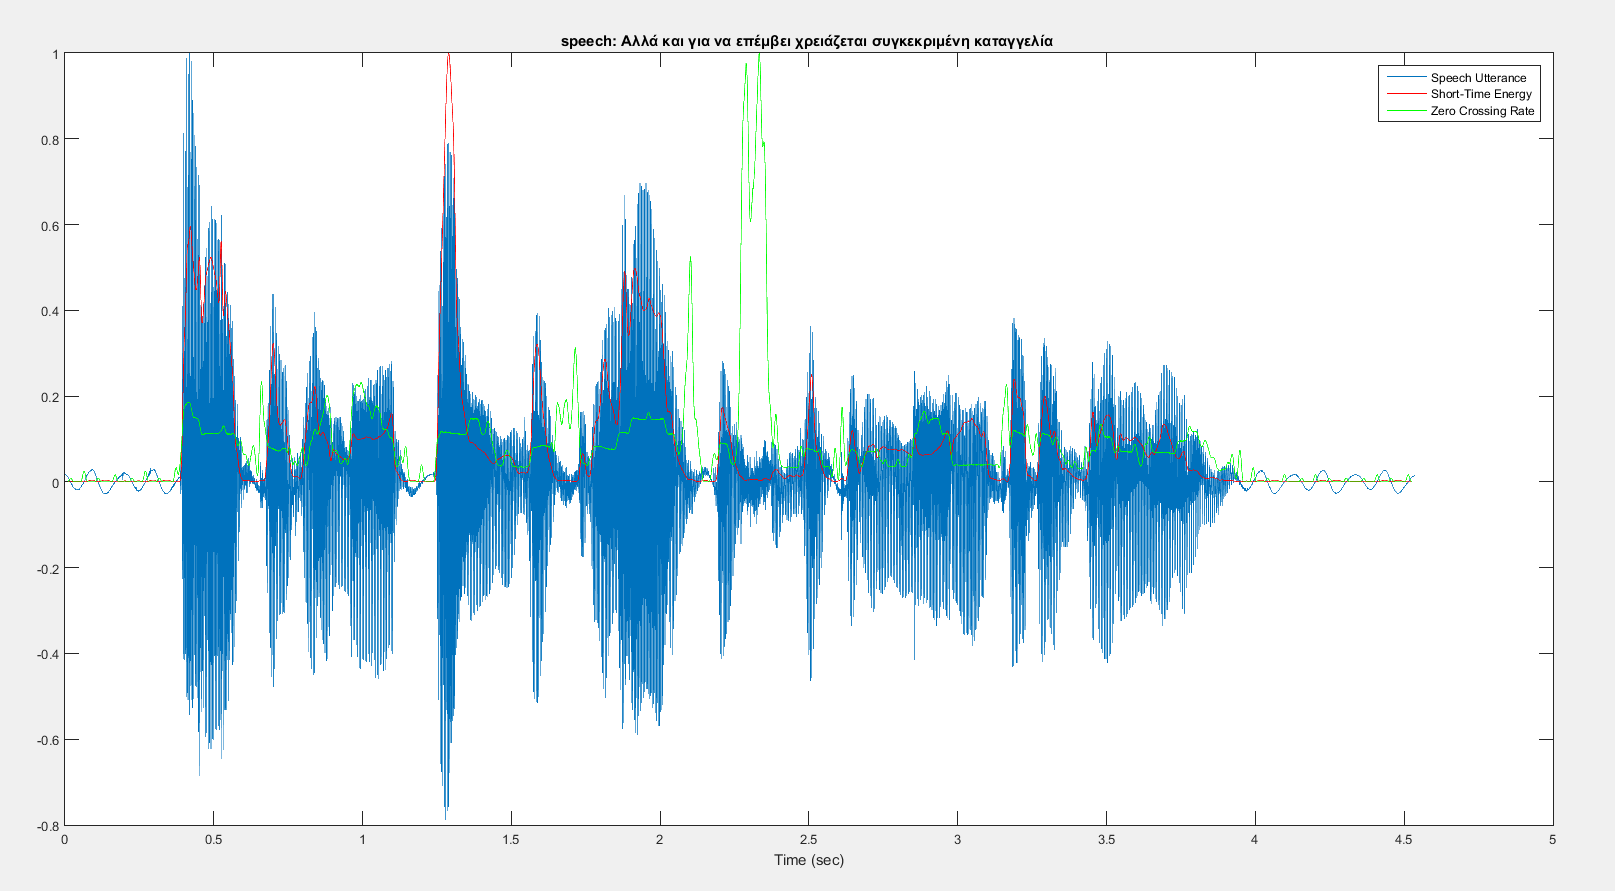 speech: Αλλά και για να επέμβει χρειάζεται συγκεκριμένη καταγγελία
Speech Utterance
Short-Time Energy
Zero Crossing Rate
1
0.8
0.6
0.4
0.2
0
-0.2
-0.4
-0.6
-0.8
0 0.5 1 1.5 2 2.5 3 3.5 4 4.5 5
Time (sec)